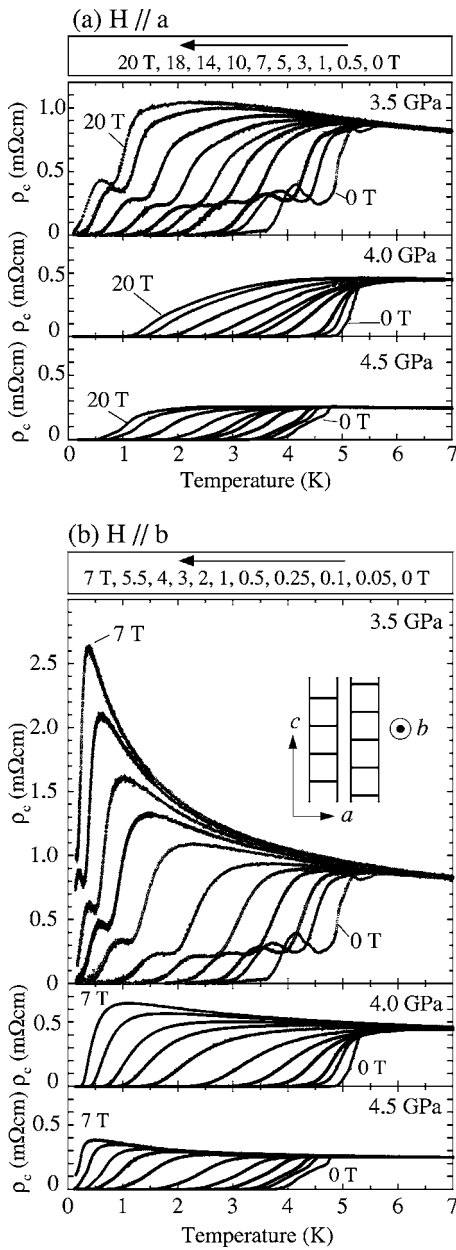 (a) H // a
20 T, 18, 14, 10, 7, 5, 3, 1, 0.5, 0 T
3.5 GPa
1.0
20 T
0.5
0 T
0
ρc (mΩcm)
4.0 GPa
0.5
20 T
0 T
0
ρc (mΩcm)
4.5 GPa
0.5
20 T
0 T
0
ρc (mΩcm)
0 1 2 3 4 5 6 7
Temperature (K)
(b) H // b
7 T, 5.5, 4, 3, 2, 1, 0.5, 0.25, 0.1, 0.05, 0 T
3.5 GPa
7 T
2.5
2.0
c
b
a
1.5
1.0
0.5
0 T
0
ρc (mΩcm)
7 T
4.0 GPa
0.5
0 T
0
ρc (mΩcm)
4.5 GPa
7 T
0.5
0 T
0
ρc (mΩcm)
0 1 2 3 4 5 6 7
Temperature (K)